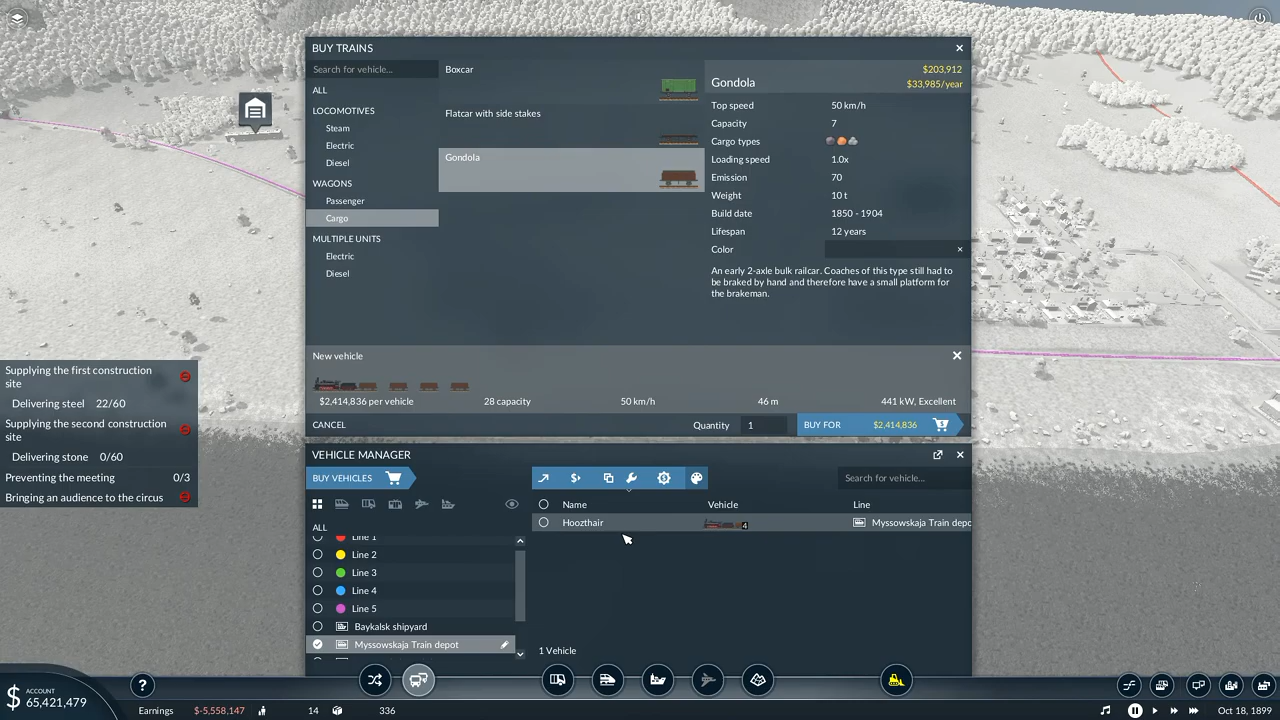 BUY TRAINS
Search for vehicle...
ALL
LOCOMOTIVES
Steam
Electric
Diesel
WAGONS
Passenger
Cargo
MULTIPLE UNITS
Electric
Diesel
Boxcar
Flatcar with side stakes
Gondola
Gondola
$203,912
$33,985/year
Top speed 50 km/h
Capacity 7
Cargo types
Loading speed 1.0x
Emission 70
Weight 10 t
Build date 1850 - 1904
Lifespan 12 years
Color
An early 2-axle bulk railcar. Coaches of this type still had to
be braked by hand and therefore have a small platform for
the brakeman.
New vehicle
$2,414,836 per vehicle 28 capacity 50 km/h 46 m 441 kW, Excellent
CANCEL Quantity 1 BUY FOR $2,414,836
Supplying the first construction
site
Delivering steel 22/60
Supplying the second construction
site
Delivering stone 0/60
Preventing the meeting 0/3
Bringing an audience to the circus
VEHICLE MANAGER
BUY VEHICLES
Search for vehicle...
ALL
Line 1
Line 2
Line 3
Line 4
Line 5
Baykalsk shipyard
Myssowskaja Train depot
Name Vehicle Line
Hoozthair 4 Myssowskaja Train depo
1 Vehicle
$ ACCOUNT
65,421,479
?
Earnings $-5,558,147 14 336
Oct 18, 1899